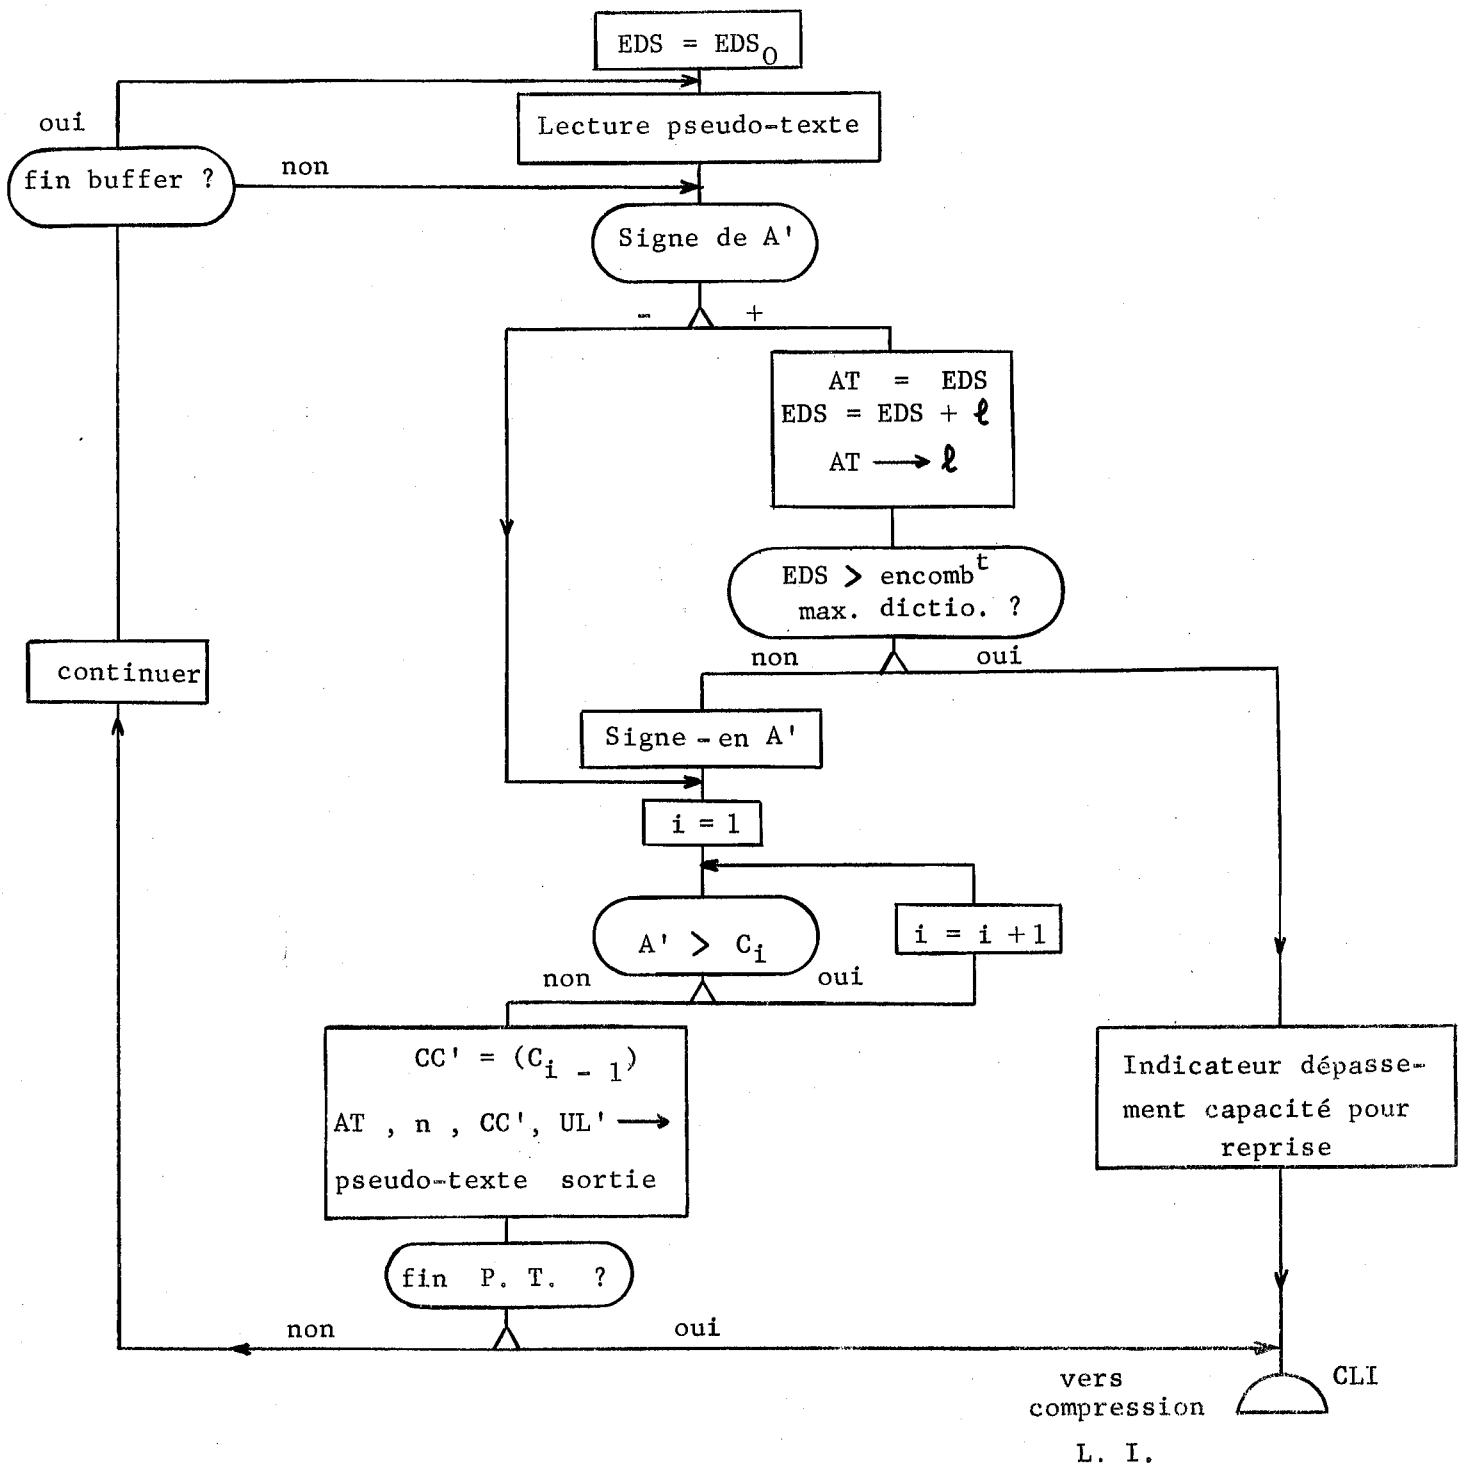 EDS = EDS0
oui
Lecture pseudo-texte
fin buffer ?
non
Signe de A'
- +
AT = EDS
EDS = EDS + ℓ
AT → ℓ
EDS > encombt
max. dictio. ?
non oui
continuer
Signe - en A'
i = 1
A' > Ci
i = i + 1
non oui
CC' = (Ci - 1)
AT , n , CC', UL' →
pseudo-texte sortie
Indicateur dépasse-
ment capacité pour
reprise
fin P. T. ?
non oui
CLI
vers
compression
L. I.